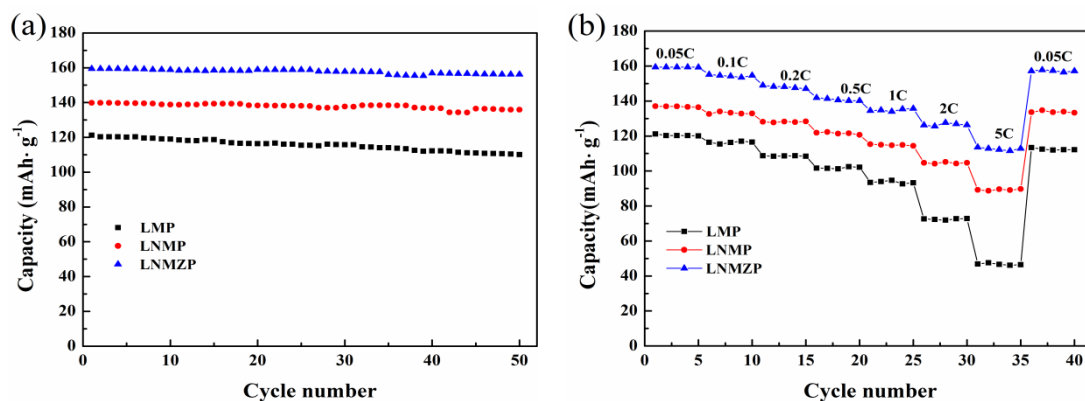 (a)
180
160
140
120
100
80
60
40
20
0
Capacity (mAh· g⁻¹)
LMP
LNMP
LNMZP
0 10 20 30 40 50
Cycle number
(b)
180
160
140
120
100
80
60
40
20
0
Capacity(mAh· g⁻¹)
0.05C 0.1C 0.2C 0.5C 1C 2C 5C 0.05C
LMP
LNMP
LNMZP
0 5 10 15 20 25 30 35 40
Cycle number